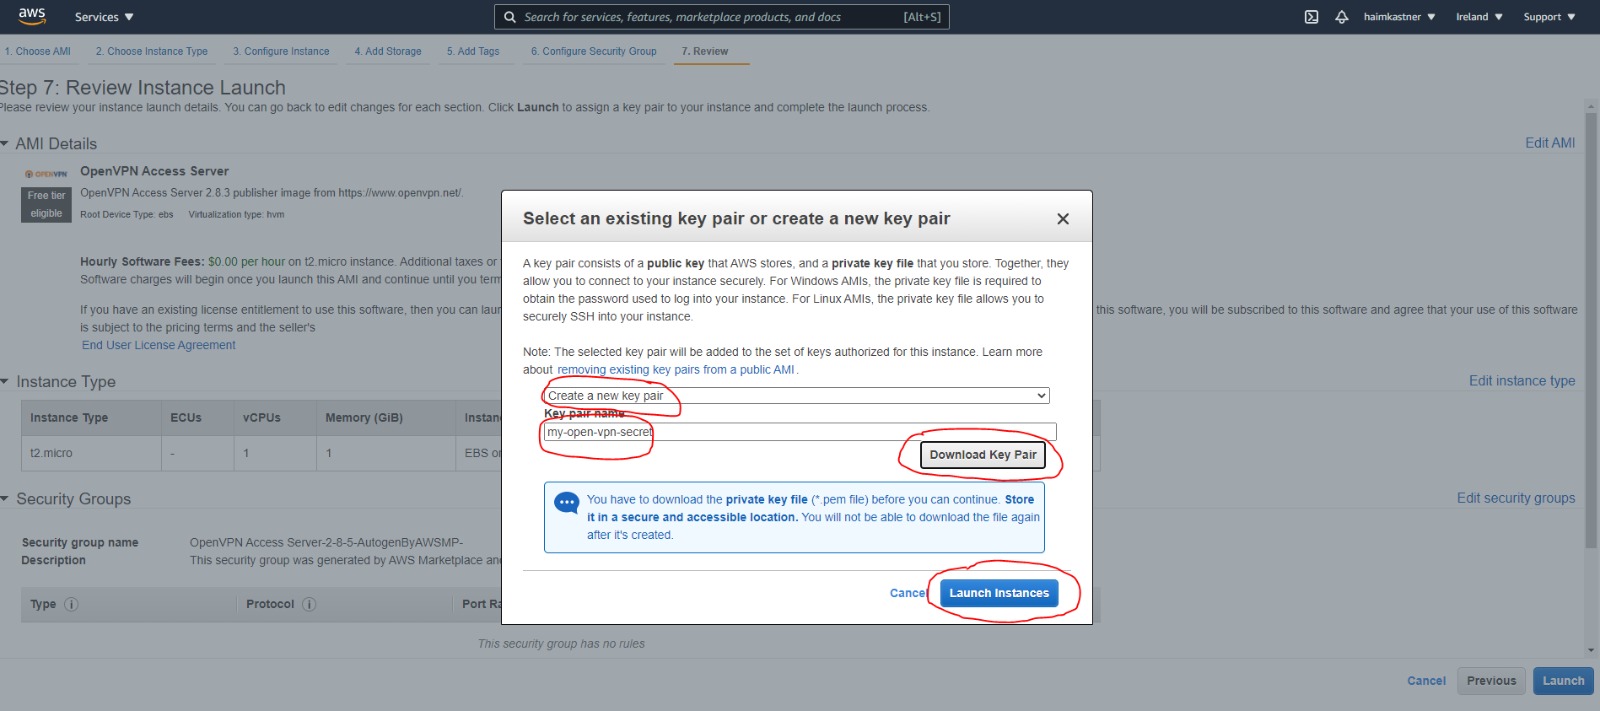 aws Services Search for services, features, marketplace products, and docs [Alt+S] haimkastner Ireland Support
1. Choose AMI 2. Choose Instance Type 3. Configure Instance 4. Add Storage 5. Add Tags 6. Configure Security Group 7. Review
Step 7: Review Instance Launch
Please review your instance launch details. You can go back to edit changes for each section. Click Launch to assign a key pair to your instance and complete the launch process.
AMI Details Edit AMI
OPENVPN OpenVPN Access Server
Free tier eligible
OpenVPN Access Server 2.8.3 publisher image from https://www.openvpn.net/.
Root Device Type: ebs Virtualization type: hvm
Hourly Software Fees: $0.00 per hour on t2.micro instance. Additional taxes or
Software charges will begin once you launch this AMI and continue until you term
If you have an existing license entitlement to use this software, then you can laun this software, you will be subscribed to this software and agree that your use of this software
is subject to the pricing terms and the seller's
End User License Agreement
Instance Type Edit instance type
Instance Type ECUs vCPUs Memory (GiB) Instan
t2.micro - 1 1 EBS on
Security Groups Edit security groups
Security group name OpenVPN Access Server-2-8-5-AutogenByAWSMP-
Description This security group was generated by AWS Marketplace an
Type i Protocol i Port Ra
This security group has no rules
Cancel Previous Launch
Select an existing key pair or create a new key pair
A key pair consists of a public key that AWS stores, and a private key file that you store. Together, they
allow you to connect to your instance securely. For Windows AMIs, the private key file is required to
obtain the password used to log into your instance. For Linux AMIs, the private key file allows you to
securely SSH into your instance.
Note: The selected key pair will be added to the set of keys authorized for this instance. Learn more
about removing existing key pairs from a public AMI.
Create a new key pair
Key pair name
my-open-vpn-secret
Download Key Pair
You have to download the private key file (*.pem file) before you can continue. Store
it in a secure and accessible location. You will not be able to download the file again
after it's created.
Cancel Launch Instances